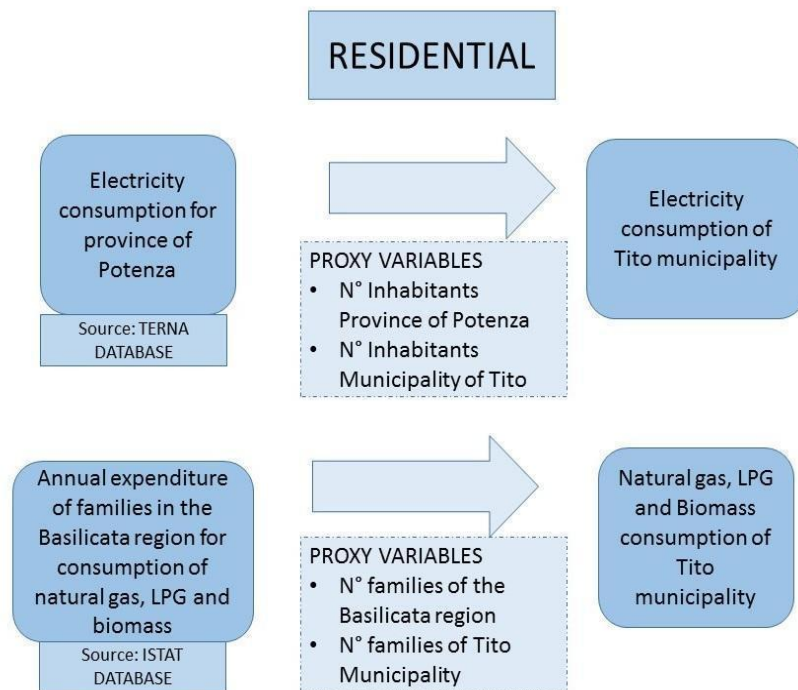 RESIDENTIAL
Electricity
consumption for
province of
Potenza
Source: TERNA
DATABASE
PROXY VARIABLES
• N° Inhabitants
Province of Potenza
• N° Inhabitants
Municipality of Tito
Electricity
consumption of
Tito municipality
Annual expenditure
of families in the
Basilicata region for
consumption of
natural gas, LPG and
biomass
Source: ISTAT
DATABASE
PROXY VARIABLES
• N° families of the
Basilicata region
• N° families of Tito
Municipality
Natural gas, LPG
and Biomass
consumption of
Tito
municipality